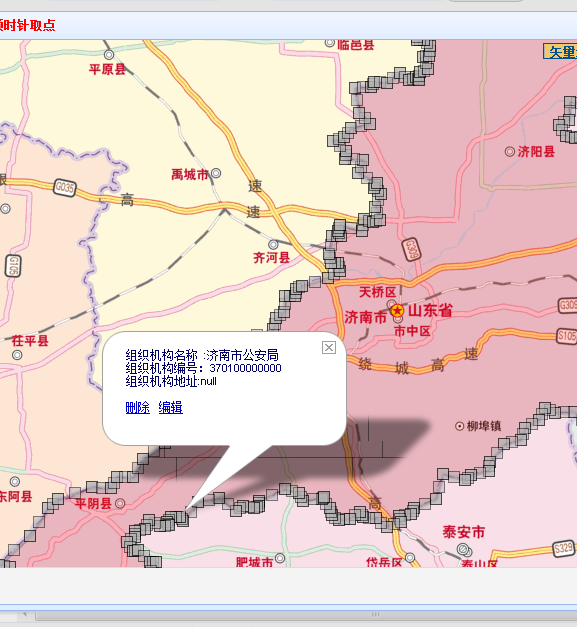 时针取点
临邑县
矢量
平原县
济阳县
禹城市
速
G035
高
速
G309
G105
齐河县
天桥区
山东省
济南市
G309
市中区
S105
茌平县
绕 城 高 速
组织机构名称 :济南市公安局
组织机构编号: 370100000000
组织机构地址:null
删除 编辑
柳埠镇
东阿县
平阴县
高
泰安市
S329
肥城市
岱岳区
泰山区